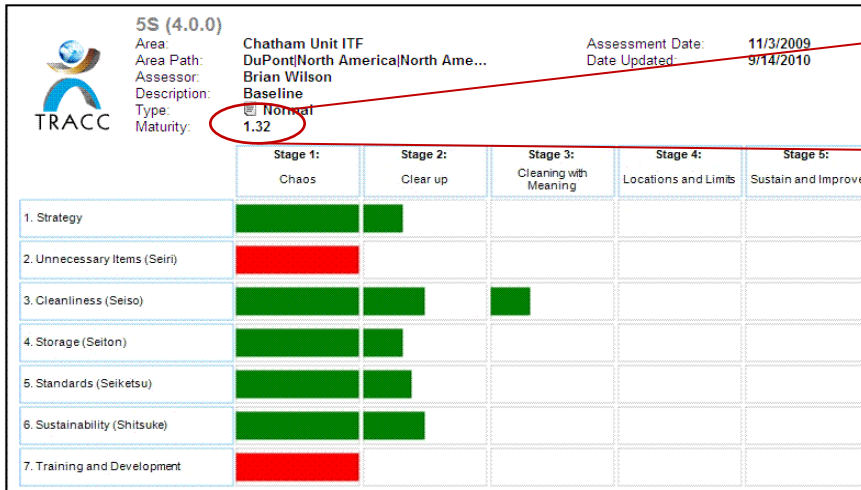 5S (4.0.0)
Area: Chatham Unit ITF Assessment Date: 11/3/2009
Area Path: DuPont|North America|North Ame... Date Updated: 9/14/2010
Assessor: Brian Wilson
Description: Baseline
Type: Normal
Maturity: 1.32
TRACC
Stage 1: Stage 2: Stage 3: Stage 4: Stage 5:
Chaos Clear up Cleaning with Meaning Locations and Limits Sustain and Improve
1. Strategy
2. Unnecessary Items (Seiri)
3. Cleanliness (Seiso)
4. Storage (Seiton)
5. Standards (Seiketsu)
6. Sustainability (Shitsuke)
7. Training and Development